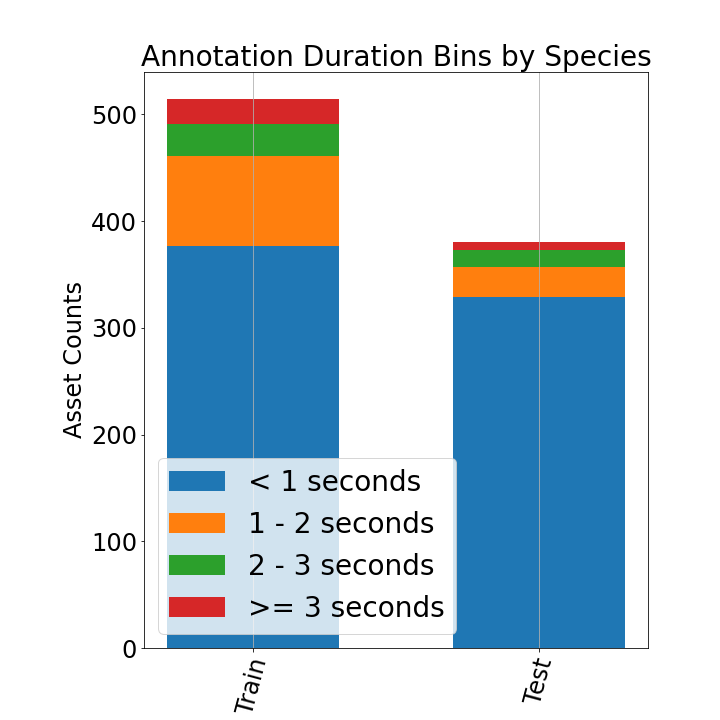 Annotation Duration Bins by Species
Asset Counts
500
400
300
200
100
0
< 1 seconds
1 - 2 seconds
2 - 3 seconds
>= 3 seconds
Train
Test